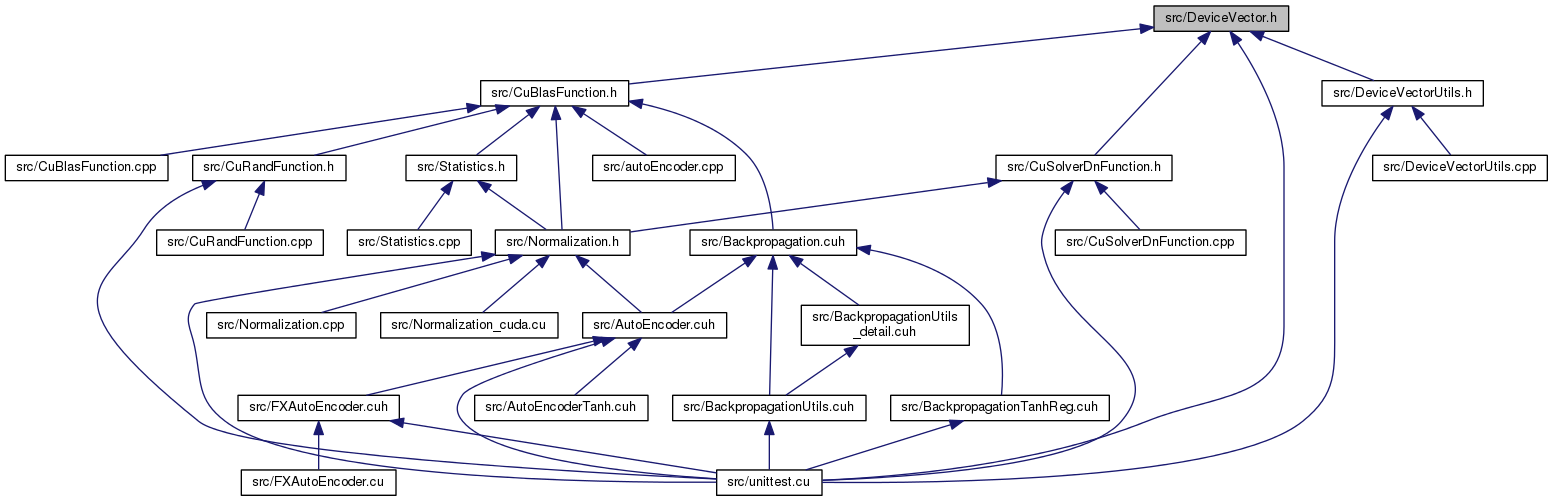 src/DeviceVector.h
src/CuBlasFunction.h
src/DeviceVectorUtils.h
src/CuBlasFunction.cpp
src/CuRandFunction.h
src/Statistics.h
src/autoEncoder.cpp
src/CuSolverDnFunction.h
src/DeviceVectorUtils.cpp
src/CuRandFunction.cpp
src/Statistics.cpp
src/Normalization.h
src/Backpropagation.cuh
src/CuSolverDnFunction.cpp
src/Normalization.cpp
src/Normalization_cuda.cu
src/AutoEncoder.cuh
src/BackpropagationUtils
_detail.cuh
src/FXAutoEncoder.cuh
src/AutoEncoderTanh.cuh
src/BackpropagationUtils.cuh
src/BackpropagationTanhReg.cuh
src/FXAutoEncoder.cu
src/unittest.cu